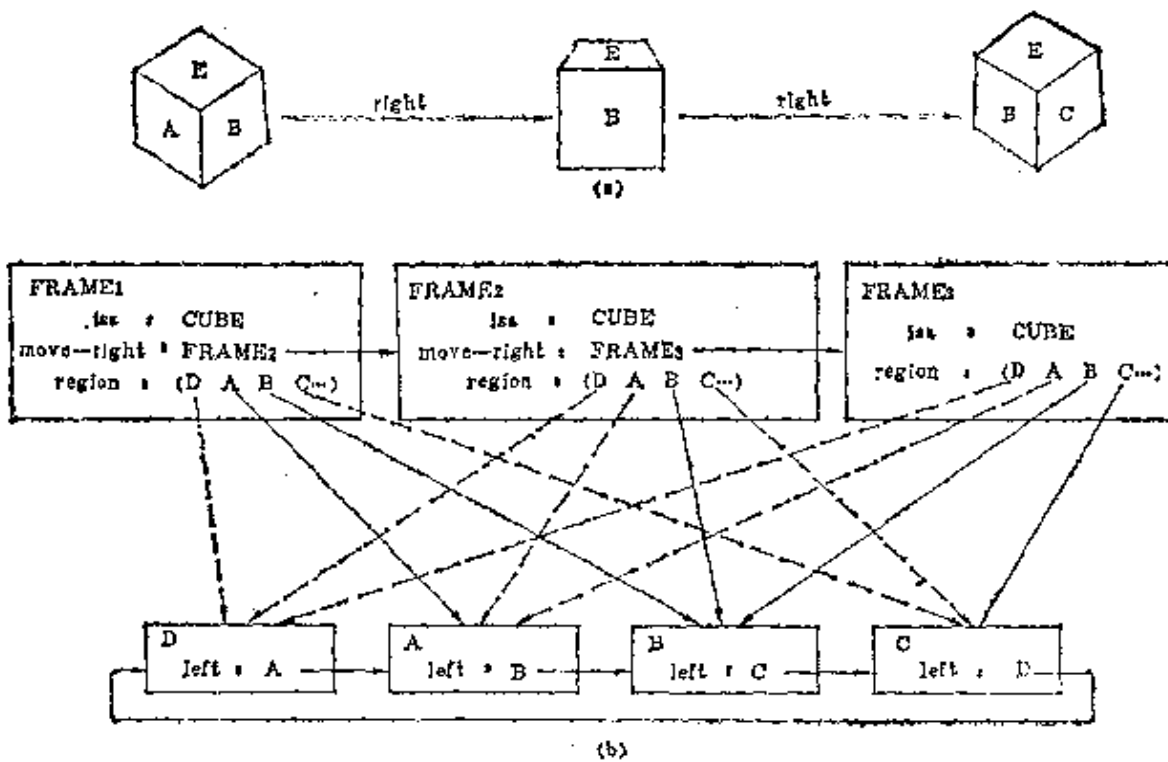 E
A B
right
E
B
right
E
B C
(a)
FRAME1
isa : CUBE
move—right : FRAME2
region : (D A B C…)
FRAME2
isa : CUBE
move—right : FRAME3
region : (D A B C…)
FRAME3
isa : CUBE
region : (D A B C…)
D
left : A
A
left : B
B
left : C
C
left : D
(b)